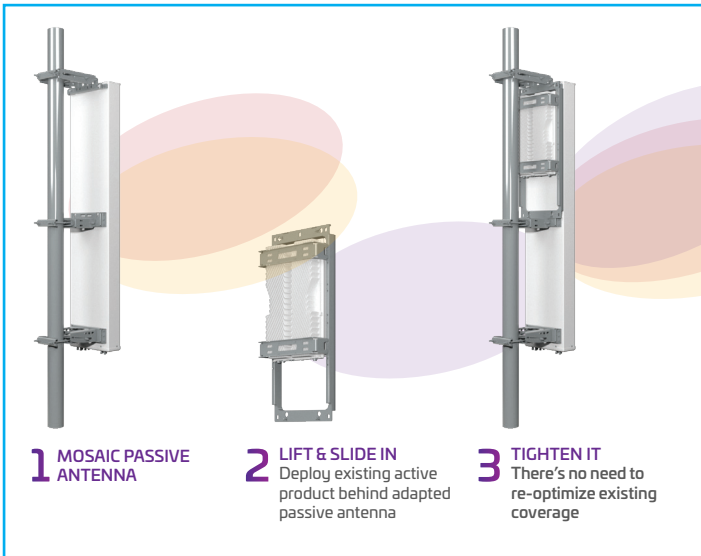 1 MOSAIC PASSIVE
ANTENNA
2 LIFT & SLIDE IN
Deploy existing active
product behind adapted
passive antenna
3 TIGHTEN IT
There's no need to
re-optimize existing
coverage